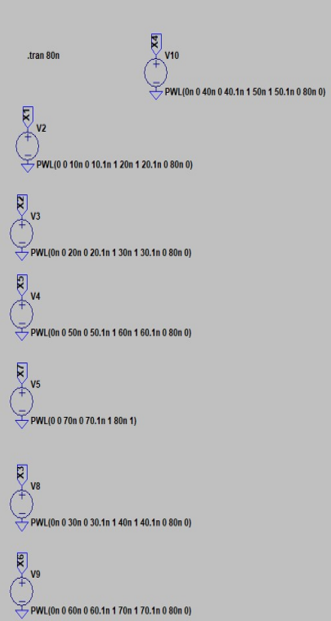 X4
.tran 80n
V10
PWL(0n 0 40n 0 40.1n 1 50n 1 50.1n 0 80n 0)
X1
V2
PWL(0 0 10n 0 10.1n 1 20n 1 20.1n 0 80n 0)
X2
V3
PWL(0n 0 20n 0 20.1n 1 30n 1 30.1n 0 80n 0)
X5
V4
PWL(0n 0 50n 0 50.1n 1 60n 1 60.1n 0 80n 0)
X7
V5
PWL(0 0 70n 0 70.1n 1 80n 1)
X3
V8
PWL(0n 0 30n 0 30.1n 1 40n 1 40.1n 0 80n 0)
X6
V9
PWL(0n 0 60n 0 60.1n 1 70n 1 70.1n 0 80n 0)